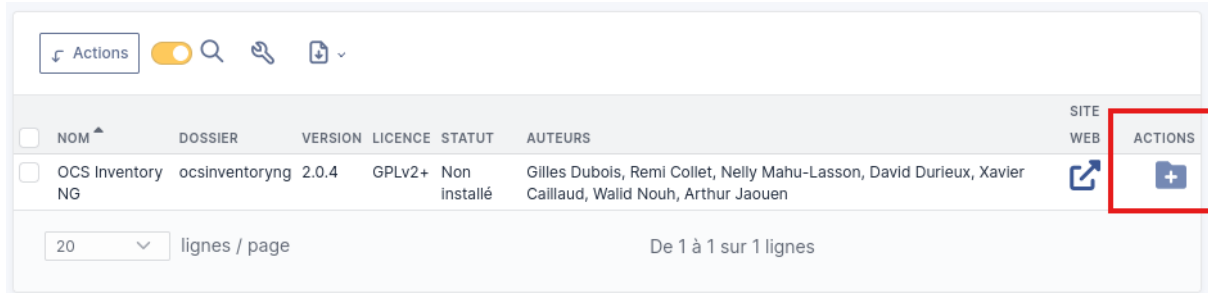 Actions
SITE
NOM DOSSIER VERSION LICENCE STATUT AUTEURS WEB ACTIONS
OCS Inventory ocsinventoryng 2.0.4 GPLv2+ Non Gilles Dubois, Remi Collet, Nelly Mahu-Lasson, David Durieux, Xavier
NG installé Caillaud, Walid Nouh, Arthur Jaouen
20 lignes / page De 1 à 1 sur 1 lignes